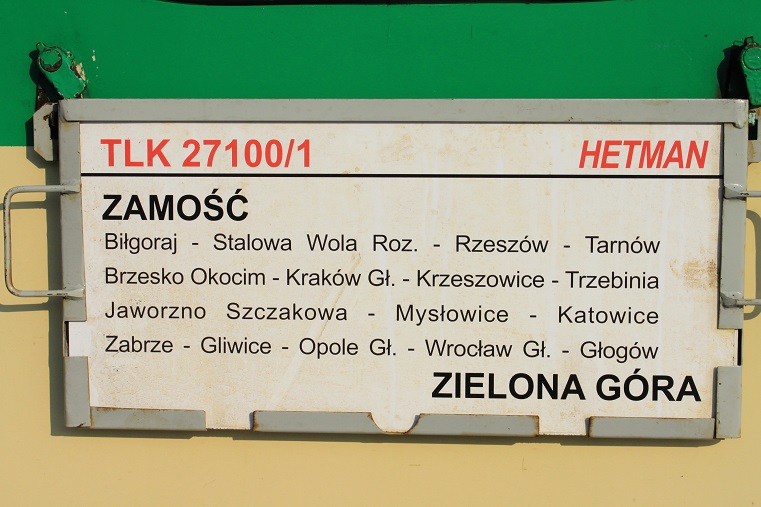 TLK 27100/1 HETMAN
ZAMOŚĆ
Biłgoraj - Stalowa Wola Roz. - Rzeszów - Tarnów
Brzesko Okocim - Kraków Gł. - Krzeszowice - Trzebinia
Jaworzno Szczakowa - Mysłowice - Katowice
Zabrze - Gliwice - Opole Gł. - Wrocław Gł. - Głogów
ZIELONA GÓRA